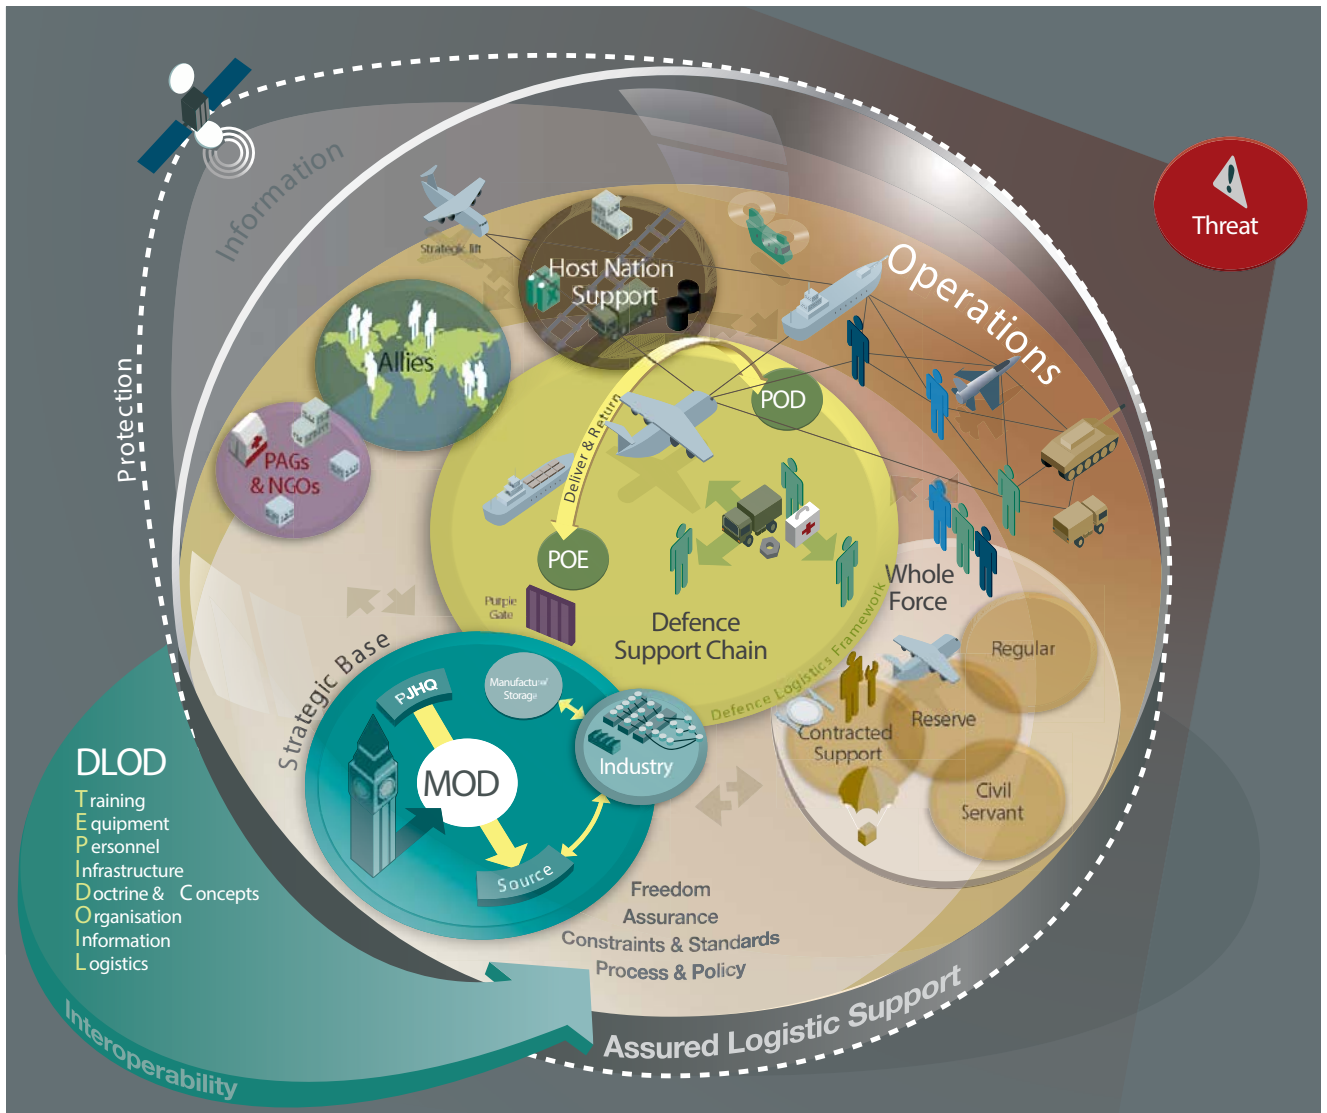 Information
Threat
Strategic lift
Host Nation
Support
Operations
Allies
Protection
POD
Deliver & Return
PAGs
& NGOs
POE
Whole
Force
Purple
Gate
Defence
Support Chain
Defence Logistics Framework
Regular
Strategic Base
PJHQ
Manufacture/
Storage
Reserve
Contracted
Support
Industry
MOD
DLOD
Training
Equipment
Personnel
Infrastructure
Doctrine & Concepts
Organisation
Information
Logistics
Civil
Servant
Source
Freedom
Assurance
Constraints & Standards
Process & Policy
Assured Logistic Support
Interoperability